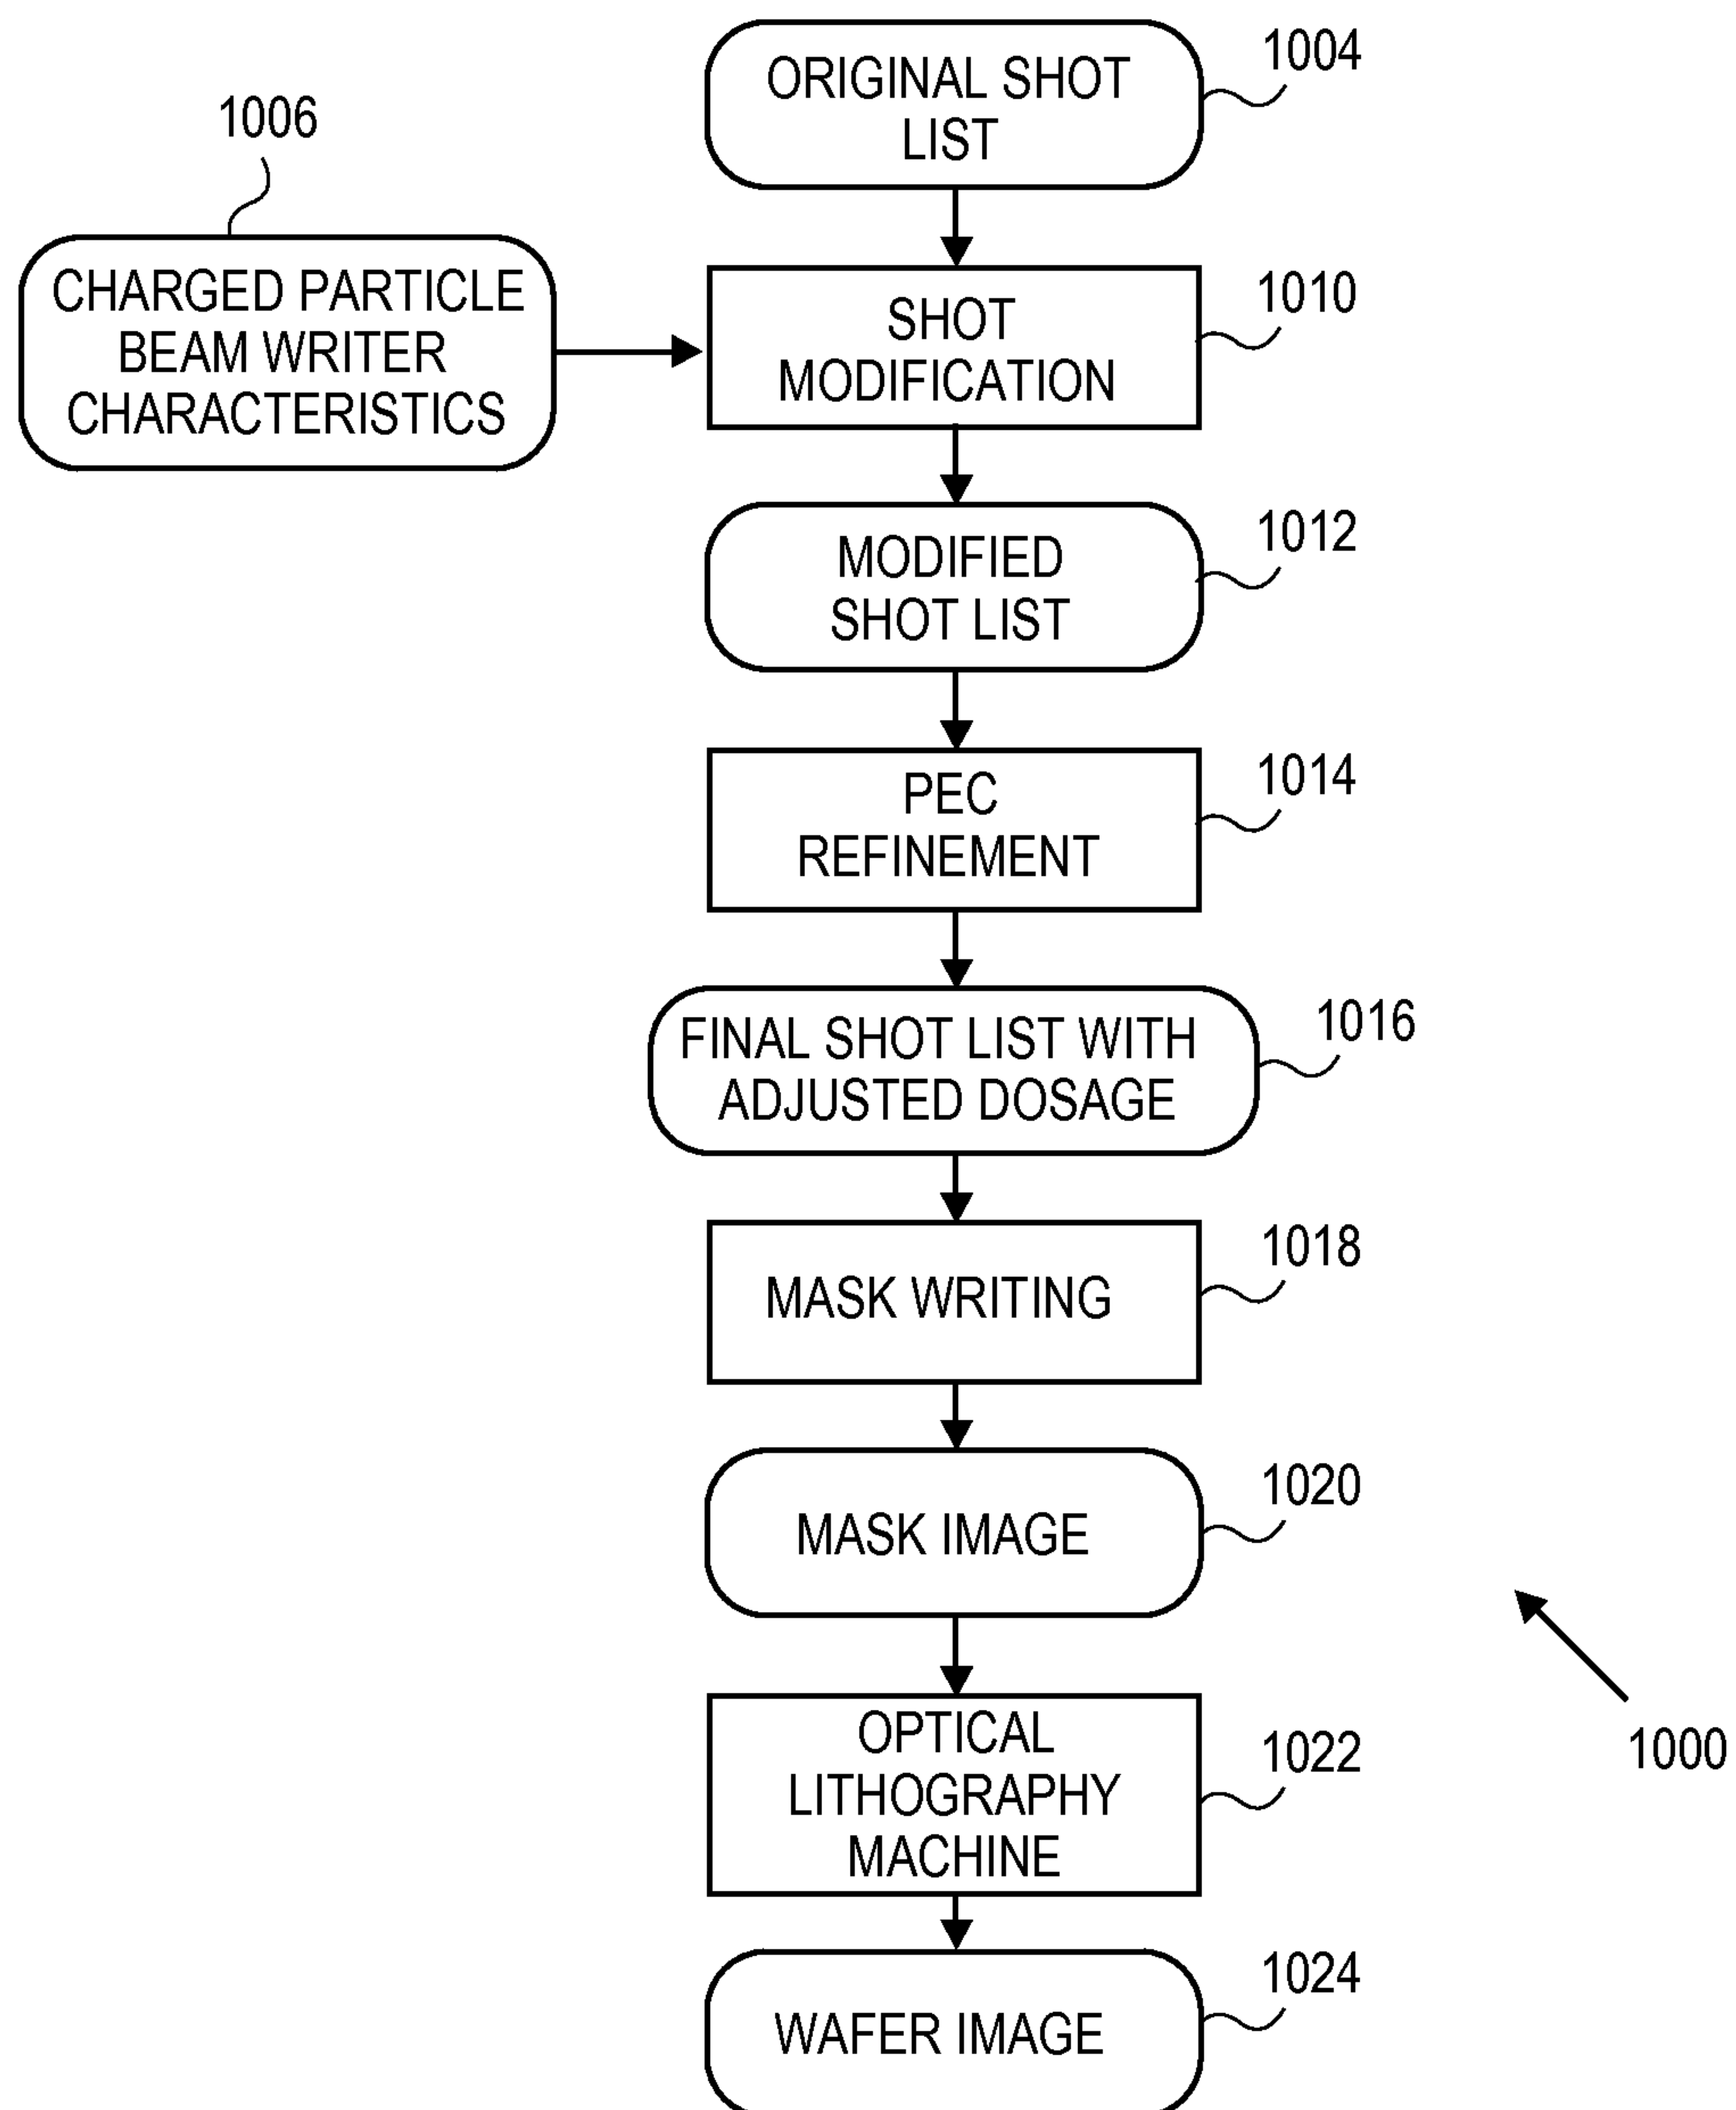 ORIGINAL SHOT
LIST
1004
1006
CHARGED PARTICLE
BEAM WRITER
CHARACTERISTICS
SHOT
MODIFICATION
1010
MODIFIED
SHOT LIST
1012
PEC
REFINEMENT
1014
FINAL SHOT LIST WITH
ADJUSTED DOSAGE
1016
MASK WRITING
1018
MASK IMAGE
1020
OPTICAL
LITHOGRAPHY
MACHINE
1022
1000
WAFER IMAGE
1024